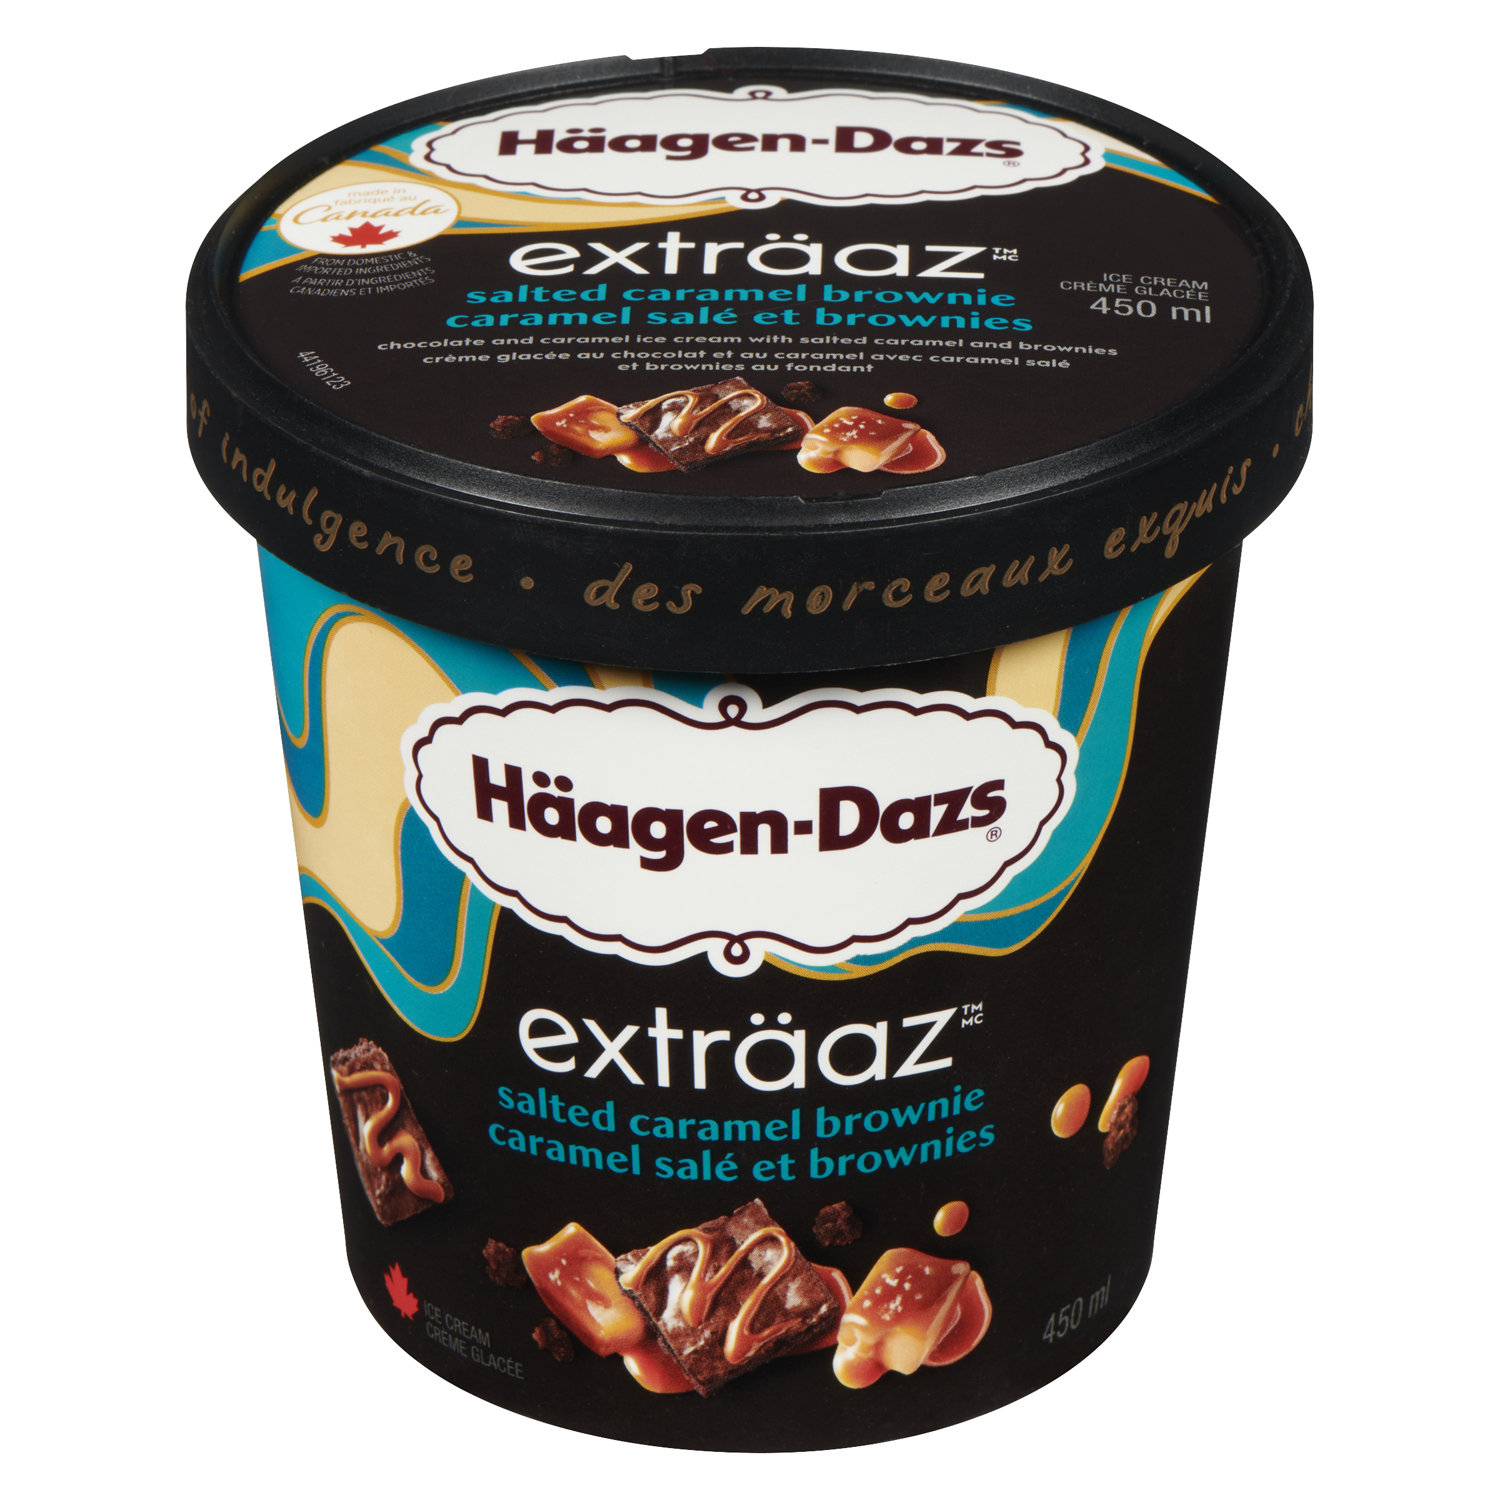 Häagen-Dazs®
made in
fabriqué au
Canada
FROM DOMESTIC &
IMPORTED INGREDIENTS
À PARTIR D'INGRÉDIENTS
CANADIENS ET IMPORTÉS
exträaz™ MC
salted caramel brownie
caramel salé et brownies
chocolate and caramel ice cream with salted caramel and brownies
crème glacée au chocolat et au caramel avec caramel salé
et brownies au fondant
ICE CREAM
CRÈME GLACÉE
450 ml
44196123
of indulgence · des morceaux exquis ·
Häagen-Dazs®
exträaz™ MC
salted caramel brownie
caramel salé et brownies
ICE CREAM
CRÈME GLACÉE
450 ml